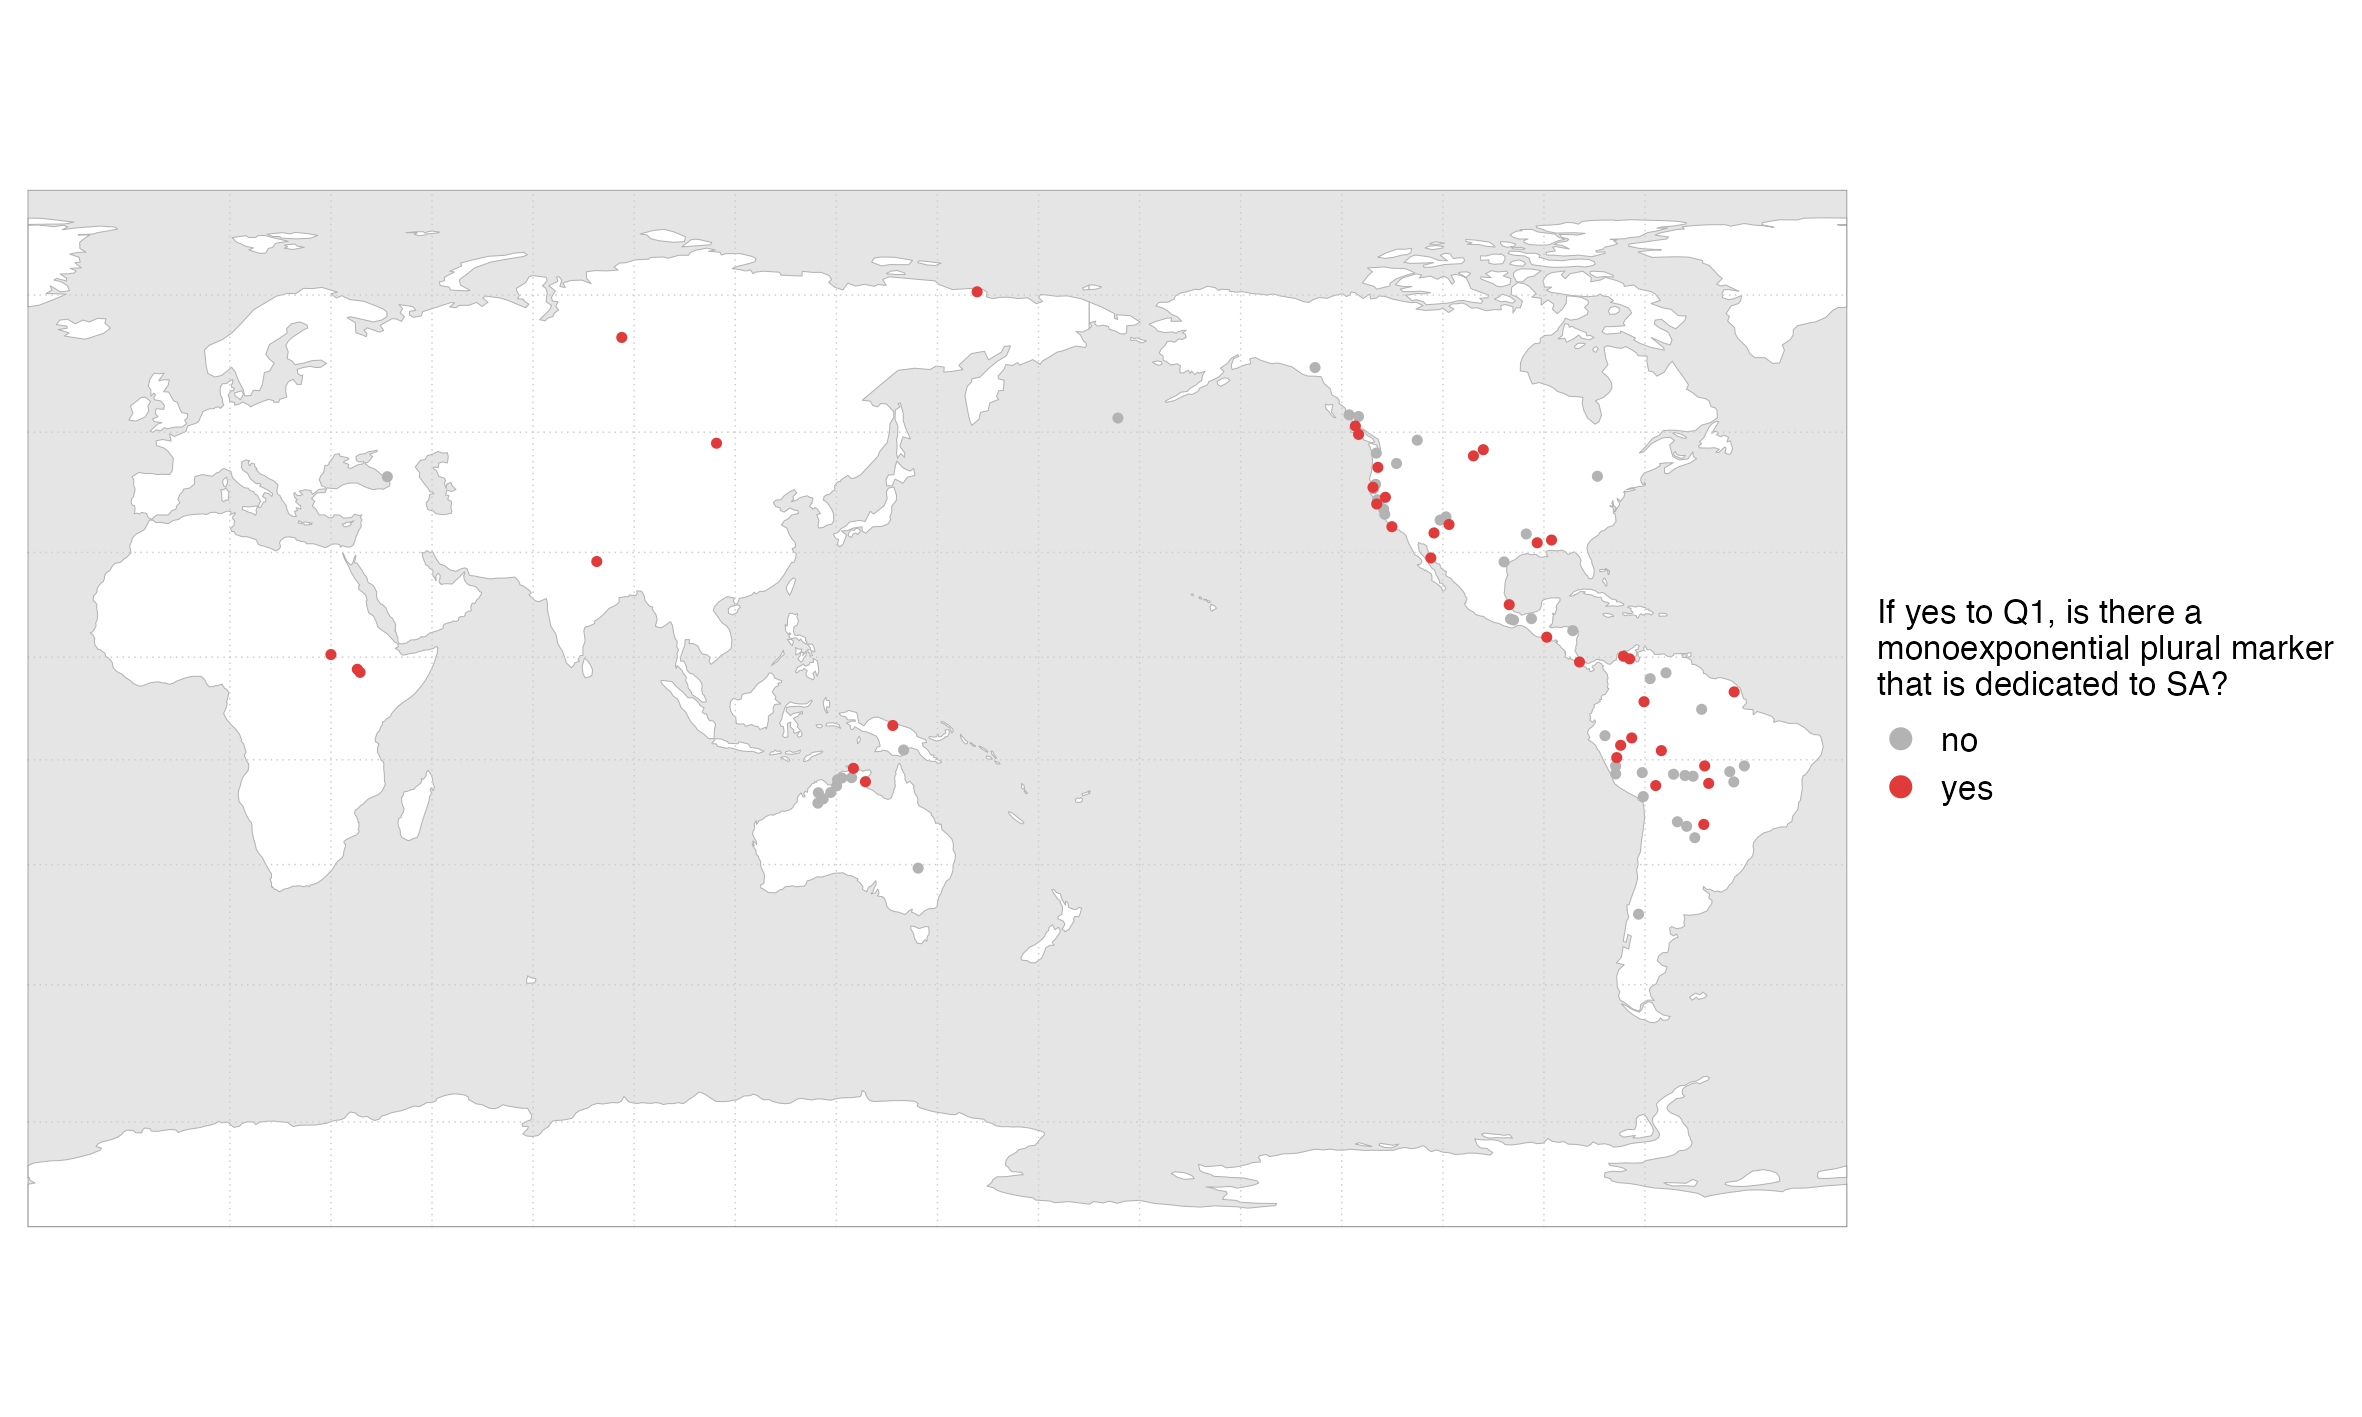 If yes to Q1, is there a
monoexponential plural marker
that is dedicated to SA?
no
yes